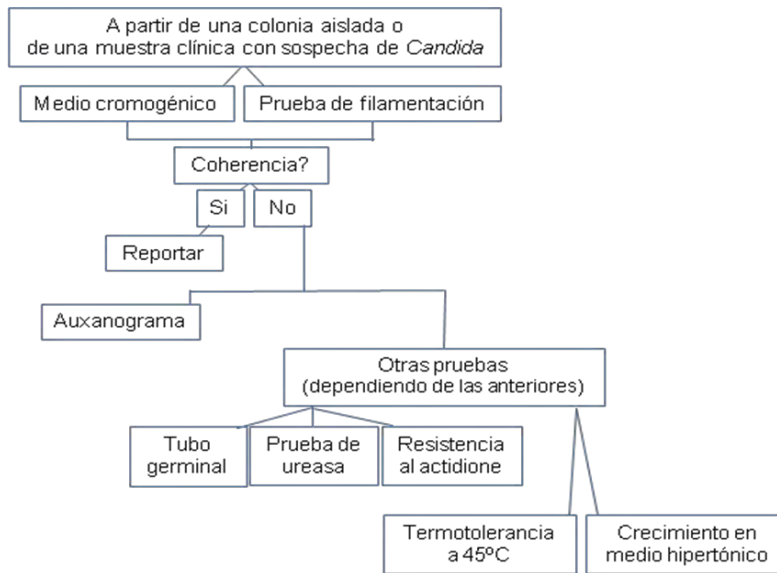 A partir de una colonia aislada o
de una muestra clínica con sospecha de Candida
Medio cromogénico
Prueba de filamentación
Coherencia?
Si
No
Reportar
Auxanograma
Otras pruebas
(dependiendo de las anteriores)
Tubo
germinal
Prueba de
ureasa
Resistencia
al actidione
Termotolerancia
a 45ºC
Crecimiento en
medio hipertónico